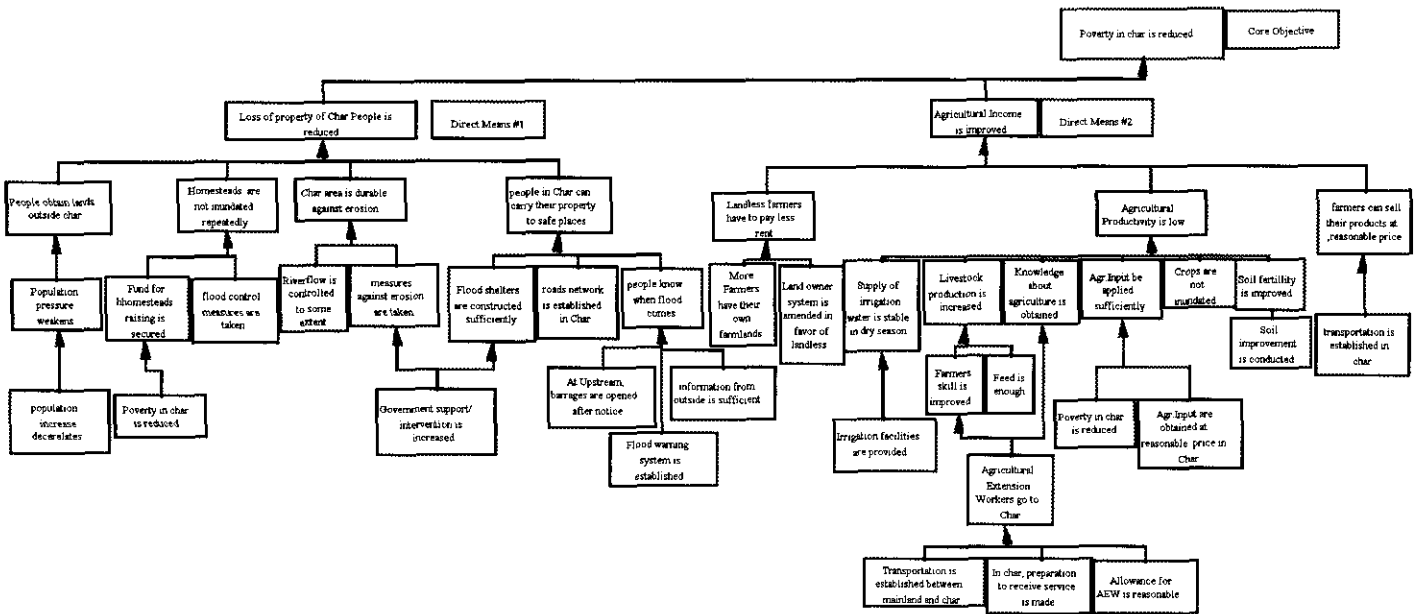 Poverty in char is reduced
Core Objective
Loss of property of Char People is
reduced
Direct Means #1
Agricultural Income
is improved
Direct Means #2
People obtain lands
outside char
Homesteads are
not inundated
repeatedly
Char area is durable
against erosion
people in Char can
carry their property
to safe places
Landless farmers
have to pay less
rent
Agricultural
Productivity is low
farmers can sell
their products at
reasonable price
Population
pressure
weakens
Fund for
hhomesteads
raising is
secured
flood control
measures are
taken
Riverflow is
controlled
to some
extent
measures
against erosion
are taken
Flood shelters
are constructed
sufficiently
roads network
is established
in Char
people know
when flood
comes
More
Farmers
have their
own
farmlands
Land owner
system is
amended in
favor of
landless
Supply of
irrigation
water is stable
in dry season
Livestock
production is
increased
Knowledge
about
agriculture is
obtained
Agr.Input be
applied
sufficiently
Crops are
not
inundated
Soil fertillity
is improved
Soil
improvement
is conducted
transportation is
established in
char
population
increase
decerelates
Poverty in char
is reduced
Government support/
intervention is
increased
At Upstream,
barrages are opened
after notice
information from
outside is sufficient
Flood warning
system is
established
Irrigation facilities
are provided
Farmers
skill is
improved
Feed is
enough
Poverty in char
is reduced
Agr.Input are
obtained at
reasonable price in
Char
Agricultural
Extension
Workers go to
Char
Transportation is
established between
mainland and char
In char, preparation
to receive service
is made
Allowance for
AEW is reasonable